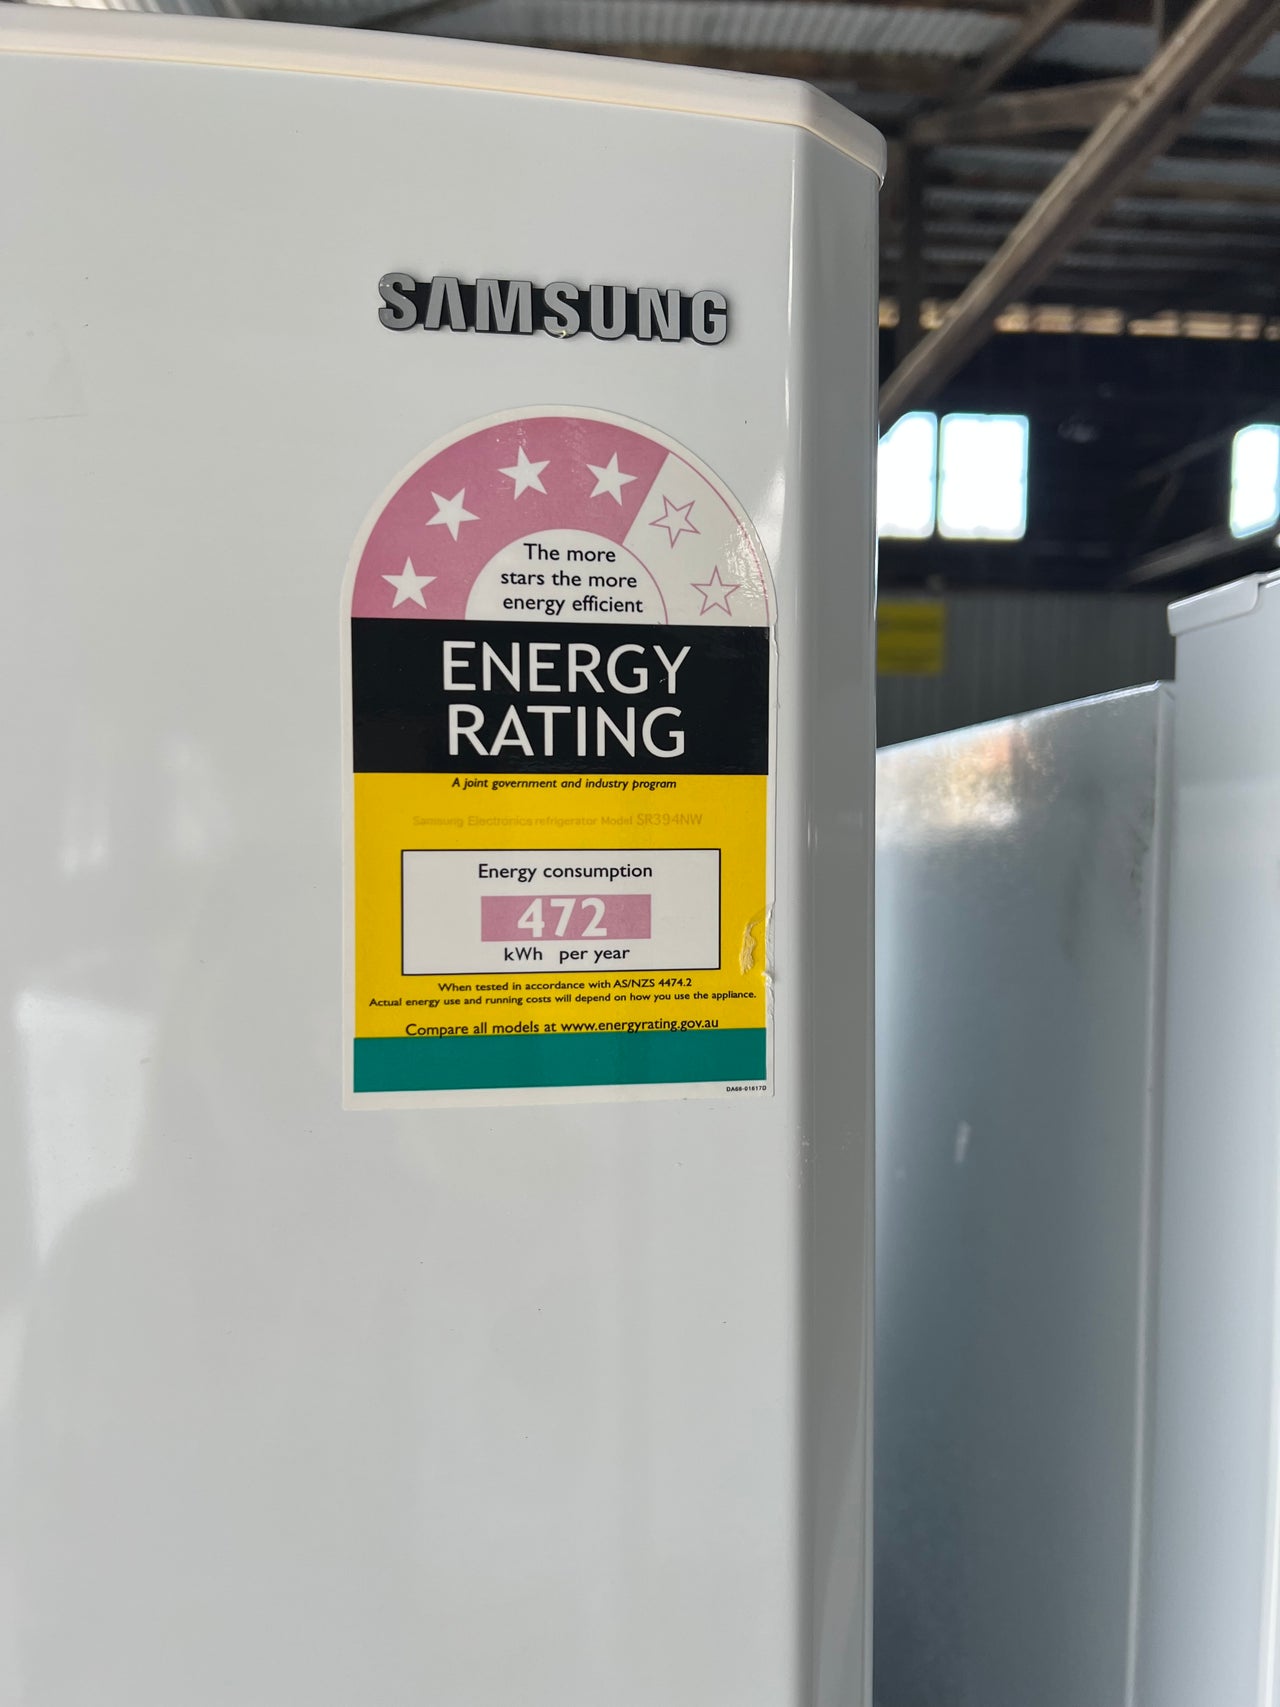 SAMSUNG
The more
stars the more
energy efficient
ENERGY
RATING
A joint government and industry program
Samsung Electronics refrigerator Model SR394NW
Energy consumption
472
kWh per year
When tested in accordance with AS/NZS 4474.2
Actual energy use and running costs will depend on how you use the appliance.
Compare all models at www.energyrating.gov.au
DA68-01617D